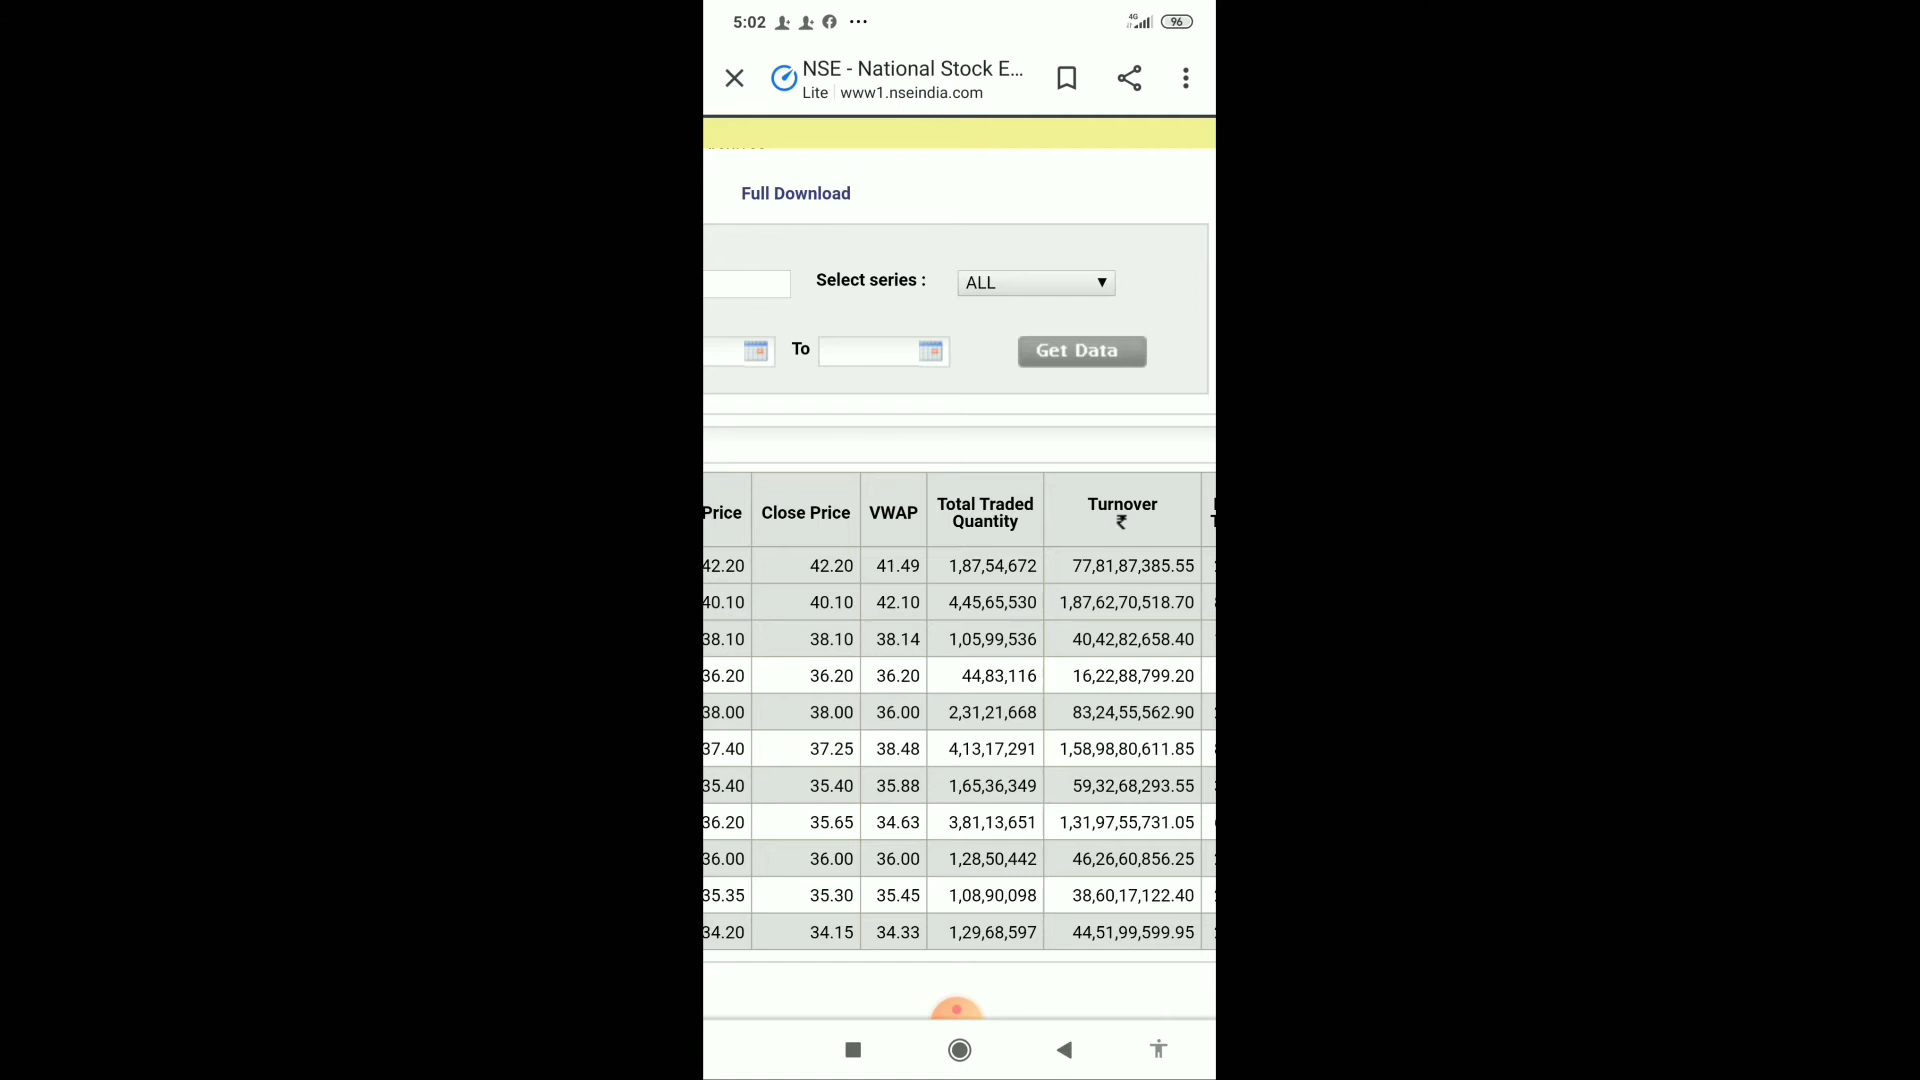 5:02 4G 96
NSE - National Stock E...
Lite www1.nseindia.com
Full Download
Select series : ALL
To Get Data
Price Close Price VWAP Total Traded Quantity Turnover ₹
42.20 42.20 41.49 1,87,54,672 77,81,87,385.55
40.10 40.10 42.10 4,45,65,530 1,87,62,70,518.70
38.10 38.10 38.14 1,05,99,536 40,42,82,658.40
36.20 36.20 36.20 44,83,116 16,22,88,799.20
38.00 38.00 36.00 2,31,21,668 83,24,55,562.90
37.40 37.25 38.48 4,13,17,291 1,58,98,80,611.85
35.40 35.40 35.88 1,65,36,349 59,32,68,293.55
36.20 35.65 34.63 3,81,13,651 1,31,97,55,731.05
36.00 36.00 36.00 1,28,50,442 46,26,60,856.25
35.35 35.30 35.45 1,08,90,098 38,60,17,122.40
34.20 34.15 34.33 1,29,68,597 44,51,99,599.95